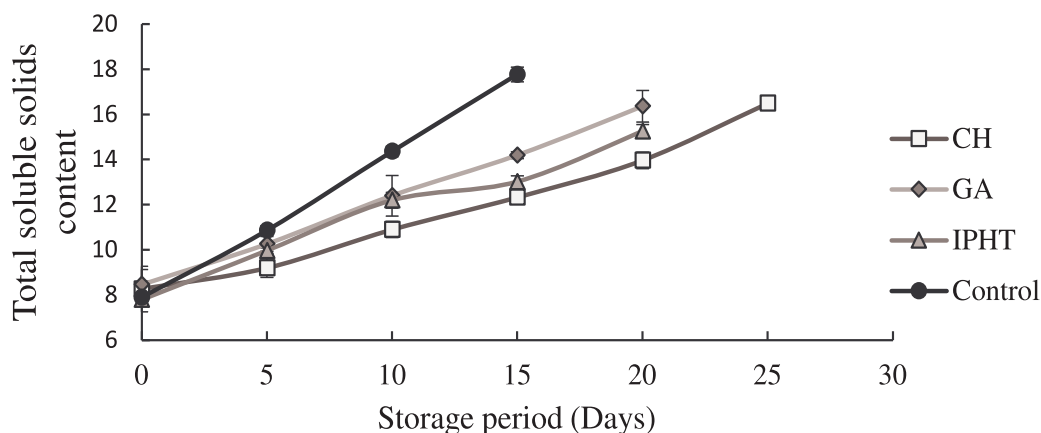 Total soluble solids
content
20
18
16
14
12
10
8
6
0 5 10 15 20 25 30
Storage period (Days)
CH
GA
IPHT
Control